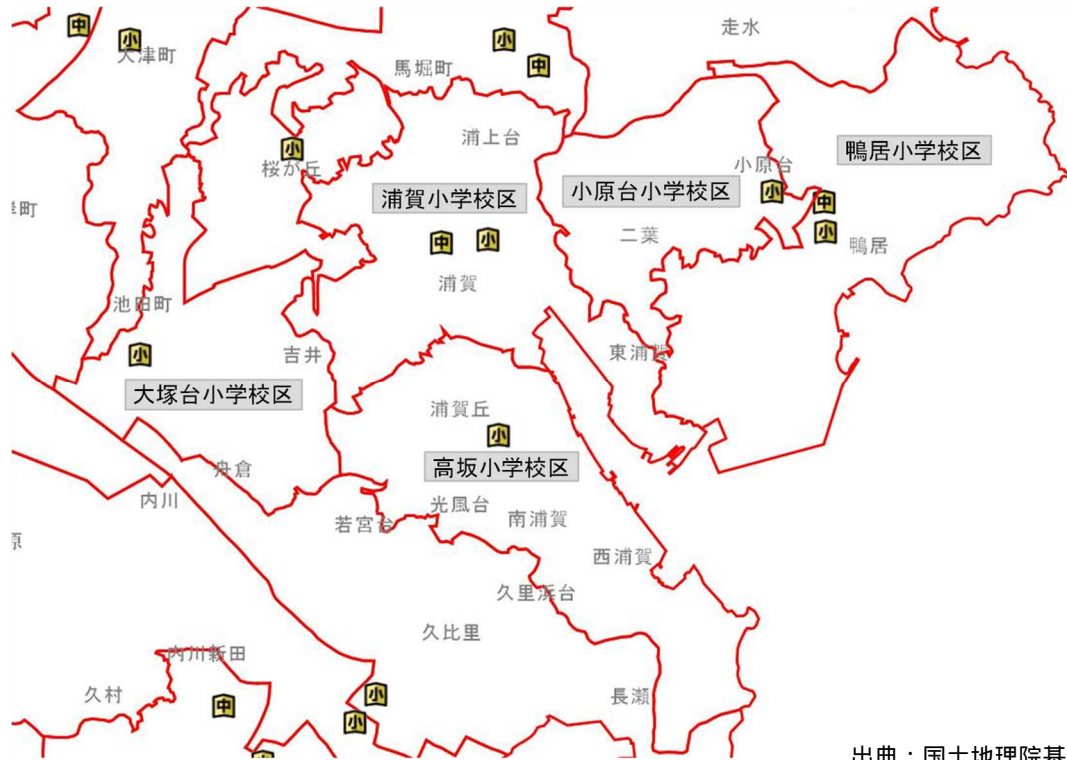 中
小
大津町
小
中
走水
馬堀町
浦上台
小
桜が丘
鴨居小学校区
小原台
小
浦賀小学校区
小原台小学校区
中
小
鴨居
中
小
二葉
浦賀
池田町
小
吉井
東浦賀
大塚台小学校区
浦賀丘
小
高坂小学校区
舟倉
内川
光風台
若宮台
南浦賀
西浦賀
原
久里浜台
久比里
内川新田
久村
中
小
小
長瀬
出典：国土地理院基